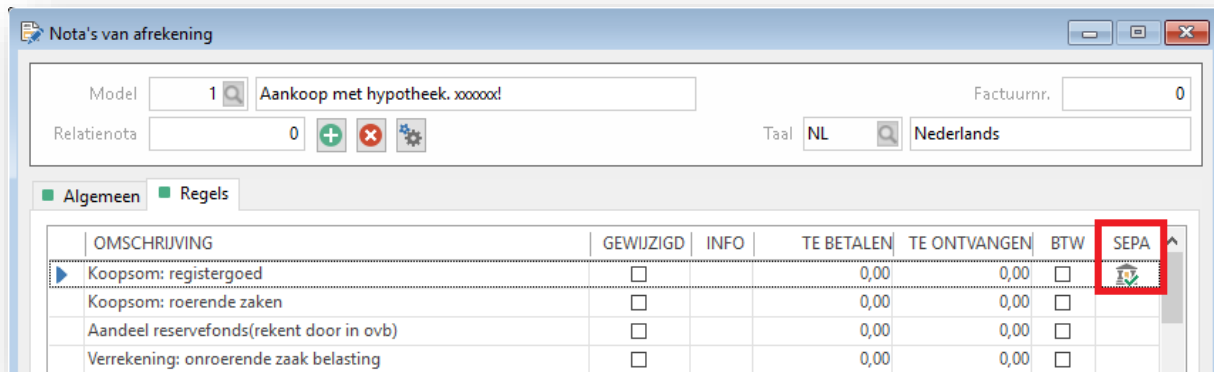 Nota's van afrekening
Model 1 Aankoop met hypotheek. xxxxxx! Factuurnr. 0
Relatienota 0 Taal NL Nederlands
Algemeen Regels
OMSCHRIJVING GEWIJZIGD INFO TE BETALEN TE ONTVANGEN BTW SEPA
Koopsom: registergoed 0,00 0,00
Koopsom: roerende zaken 0,00 0,00
Aandeel reservefonds(rekent door in ovb) 0,00 0,00
Verrekening: onroerende zaak belasting 0,00 0,00